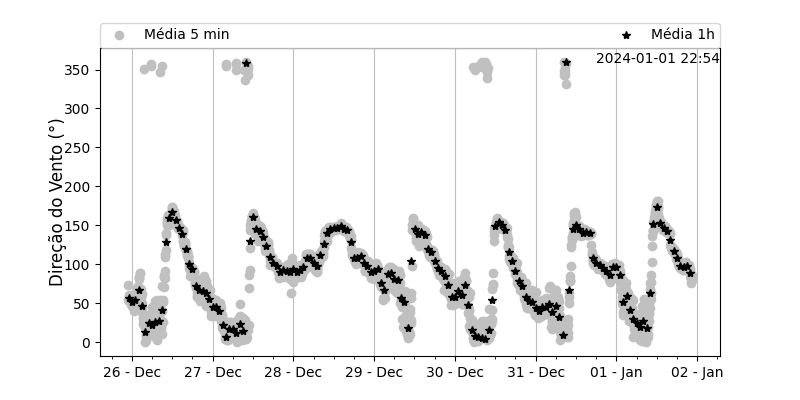 Média 5 min
Média 1h
2024-01-01 22:54
Direção do Vento (°)
350
300
250
200
150
100
50
0
26 - Dec
27 - Dec
28 - Dec
29 - Dec
30 - Dec
31 - Dec
01 - Jan
02 - Jan